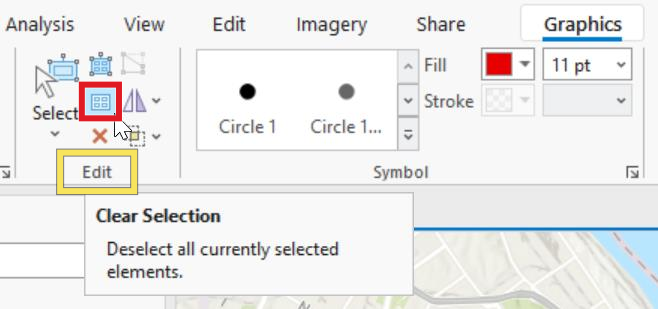 Analysis View Edit Imagery Share Graphics
Fill 11 pt
Select Circle 1 Circle 1... Stroke
Edit Symbol
Clear Selection
Deselect all currently selected
elements.